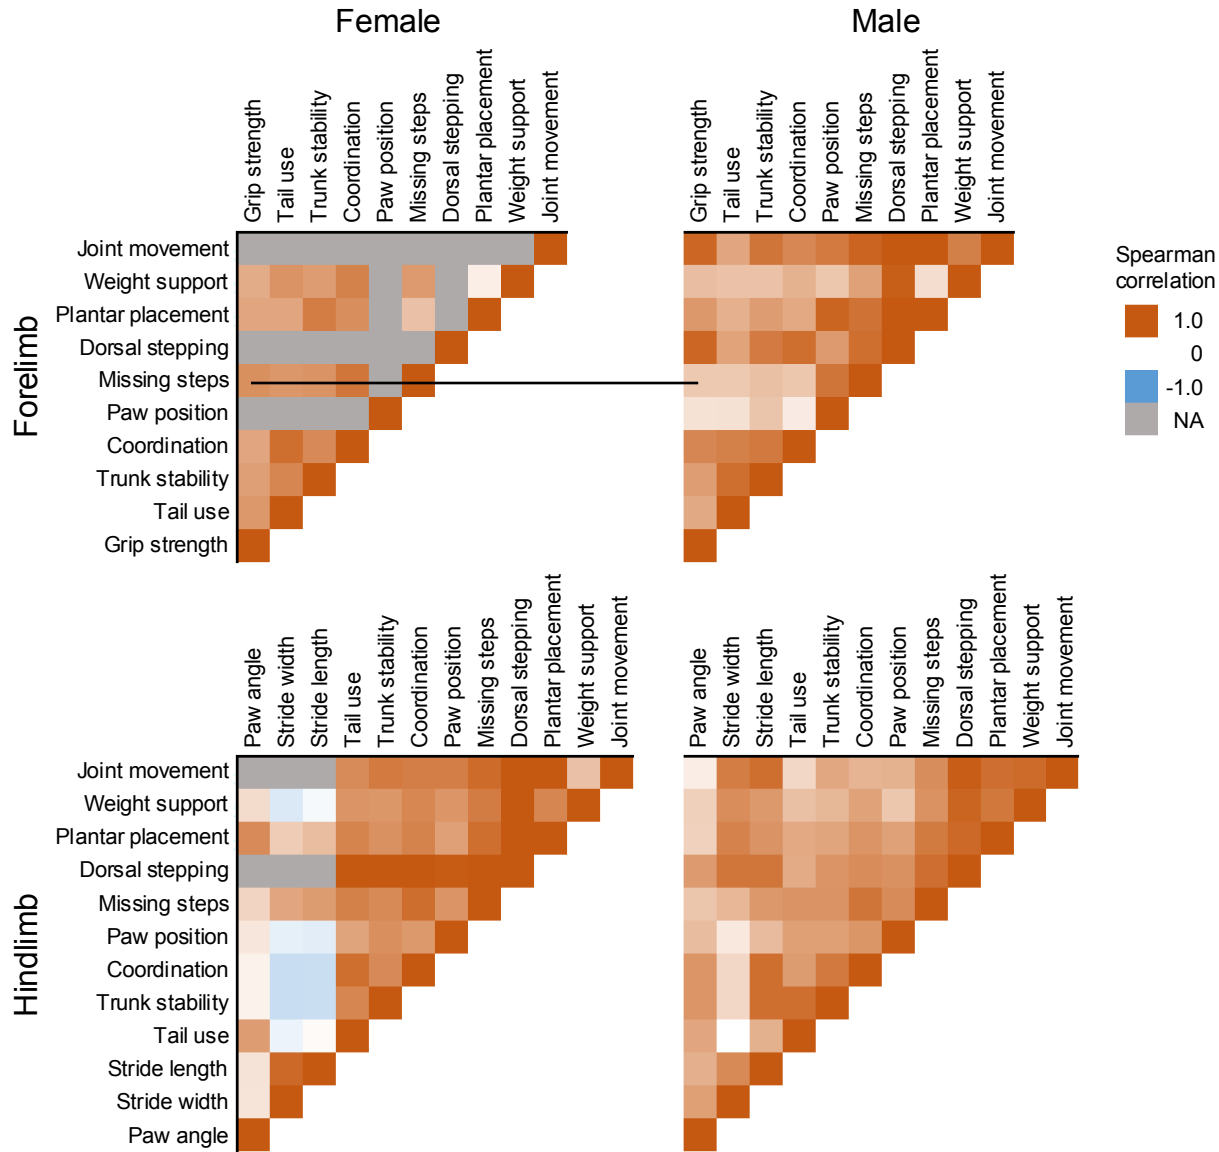 Female
Male
Grip strength
Tail use
Trunk stability
Coordination
Paw position
Missing steps
Dorsal stepping
Plantar placement
Weight support
Joint movement
Grip strength
Tail use
Trunk stability
Coordination
Paw position
Missing steps
Dorsal stepping
Plantar placement
Weight support
Joint movement
Forelimb
Joint movement
Weight support
Plantar placement
Dorsal stepping
Missing steps
Paw position
Coordination
Trunk stability
Tail use
Grip strength
Spearman
correlation
1.0
0
-1.0
NA
Paw angle
Stride width
Stride length
Tail use
Trunk stability
Coordination
Paw position
Missing steps
Dorsal stepping
Plantar placement
Weight support
Joint movement
Paw angle
Stride width
Stride length
Tail use
Trunk stability
Coordination
Paw position
Missing steps
Dorsal stepping
Plantar placement
Weight support
Joint movement
Hindlimb
Joint movement
Weight support
Plantar placement
Dorsal stepping
Missing steps
Paw position
Coordination
Trunk stability
Tail use
Stride length
Stride width
Paw angle